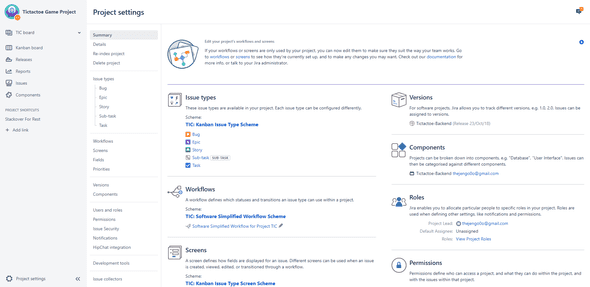 Tictactoe Game Project
TIC board
Kanban board
Releases
Reports
Issues
Components
PROJECT SHORTCUTS
Stackover For Rest
+ Add link
Project settings
Project settings
Summary
Details
Re-index project
Delete project
Issue types
Bug
Epic
Story
Sub-task
Task
Workflows
Screens
Fields
Priorities
Versions
Components
Users and roles
Permissions
Issue Security
Notifications
HipChat integration
Development tools
Issue collectors
Edit your project's workflows and screens
If your workflows or screens are only used by your project, you can now edit them to make sure they suit the way your team works. Go
to workflows or screens to see how they're currently set up, and to make any changes you may want. Check out our documentation for
more info, or talk to your Jira administrator.
Issue types
These issue types are available in your project. Each issue type can be configured differently.
Scheme:
TIC: Kanban Issue Type Scheme
Bug
Epic
Story
Sub-task SUB-TASK
Task
Workflows
A workflow defines which statuses and transitions an issue type can use within a project.
Scheme:
TIC: Software Simplified Workflow Scheme
Software Simplified Workflow for Project TIC
Screens
A screen defines how fields are displayed for an issue. Different screens can be used when an issue
is created, viewed, edited, or transitioned through a workflow.
Scheme:
TIC: Kanban Issue Type Screen Scheme
Versions
For software projects, Jira allows you to track different versions, e.g. 1.0, 2.0. Issues can be
assigned to versions.
Tictactoe-Backend (Release 23/Oct/18)
Components
Projects can be broken down into components, e.g. "Database", "User Interface". Issues can
then be categorised against different components.
Tictactoe-Backend thejengo0c@gmail.com
Roles
Jira enables you to allocate particular people to specific roles in your project. Roles are
used when defining other settings, like notifications and permissions.
Project Lead: thejengo0c@gmail.com
Default Assignee: Unassigned
Roles: View Project Roles
Permissions
Permissions define who can access a project, and what they can do within the project, and
with the issues within that project.